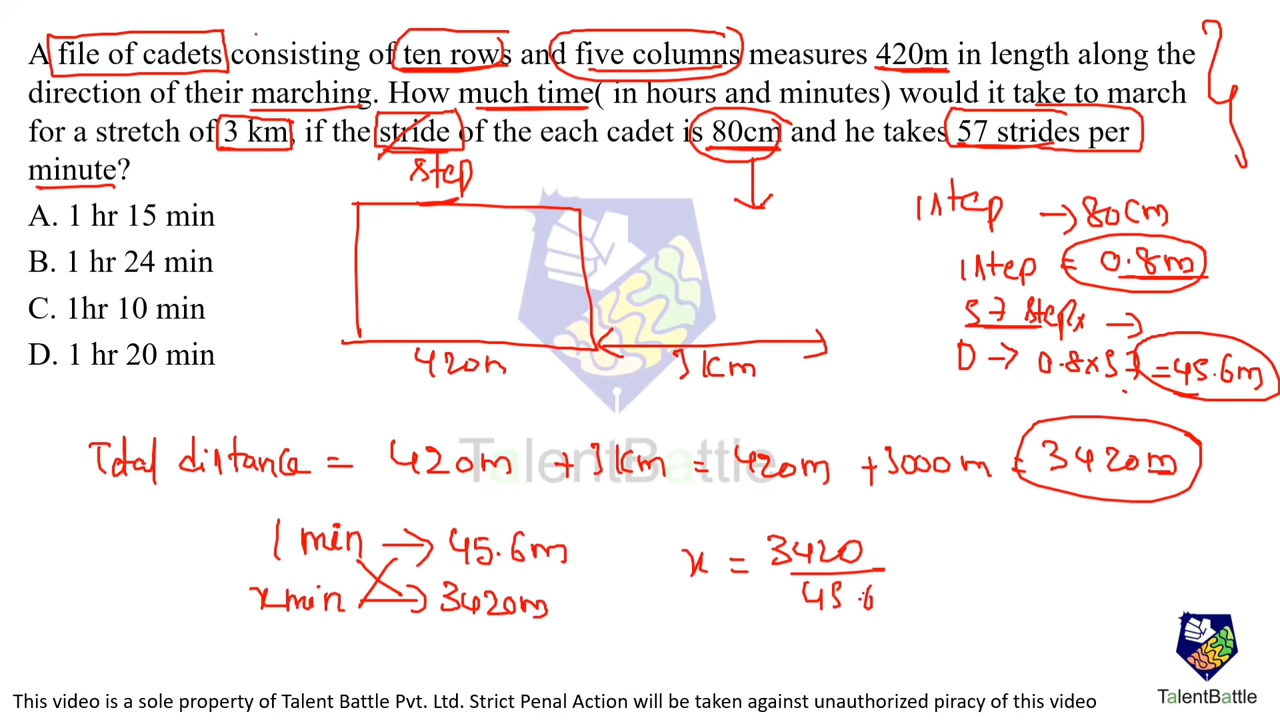 A file of cadets consisting of ten rows and five columns measures 420m in length along the
direction of their marching. How much time( in hours and minutes) would it take to march
for a stretch of 3 km, if the stride of the each cadet is 80cm and he takes 57 strides per
minute?
step
A. 1 hr 15 min
B. 1 hr 24 min
C. 1hr 10 min
D. 1 hr 20 min
1 step → 80cm
1 step = 0.8m
57 steps →
D → 0.8×57 = 45.6m
420m
3km
Total distance = 420m + 3km = 420m + 3000m = 3420m
TalentBattle
1 min → 45.6m
x min → 3420m
x = 3420
45.6
TalentBattle
This video is a sole property of Talent Battle Pvt. Ltd. Strict Penal Action will be taken against unauthorized piracy of this video